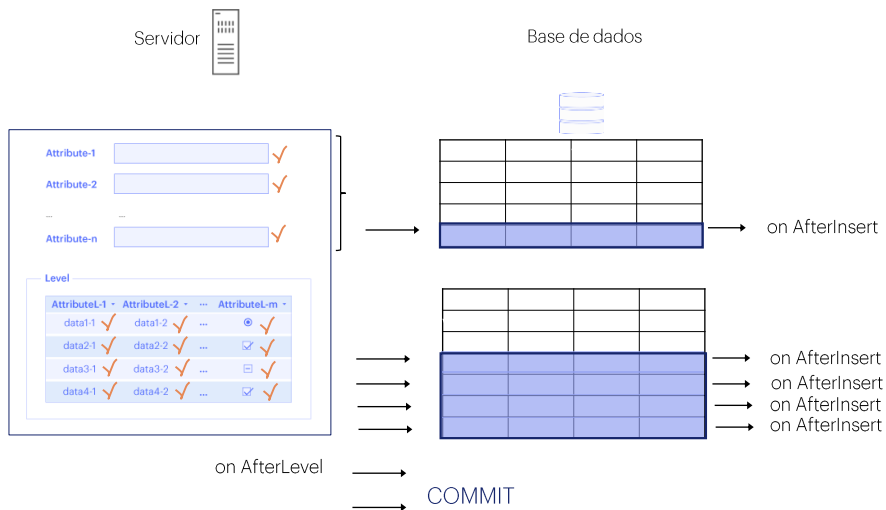 Servidor
Base de dados
Attribute-1
Attribute-2
... ...
Attribute-n
on AfterInsert
Level
AttributeL-1 AttributeL-2 ... AttributeL-m
data1-1 data1-2 ...
data2-1 data2-2 ...
data3-1 data3-2 ...
data4-1 data4-2 ...
on AfterInsert
on AfterInsert
on AfterInsert
on AfterInsert
on AfterLevel
COMMIT